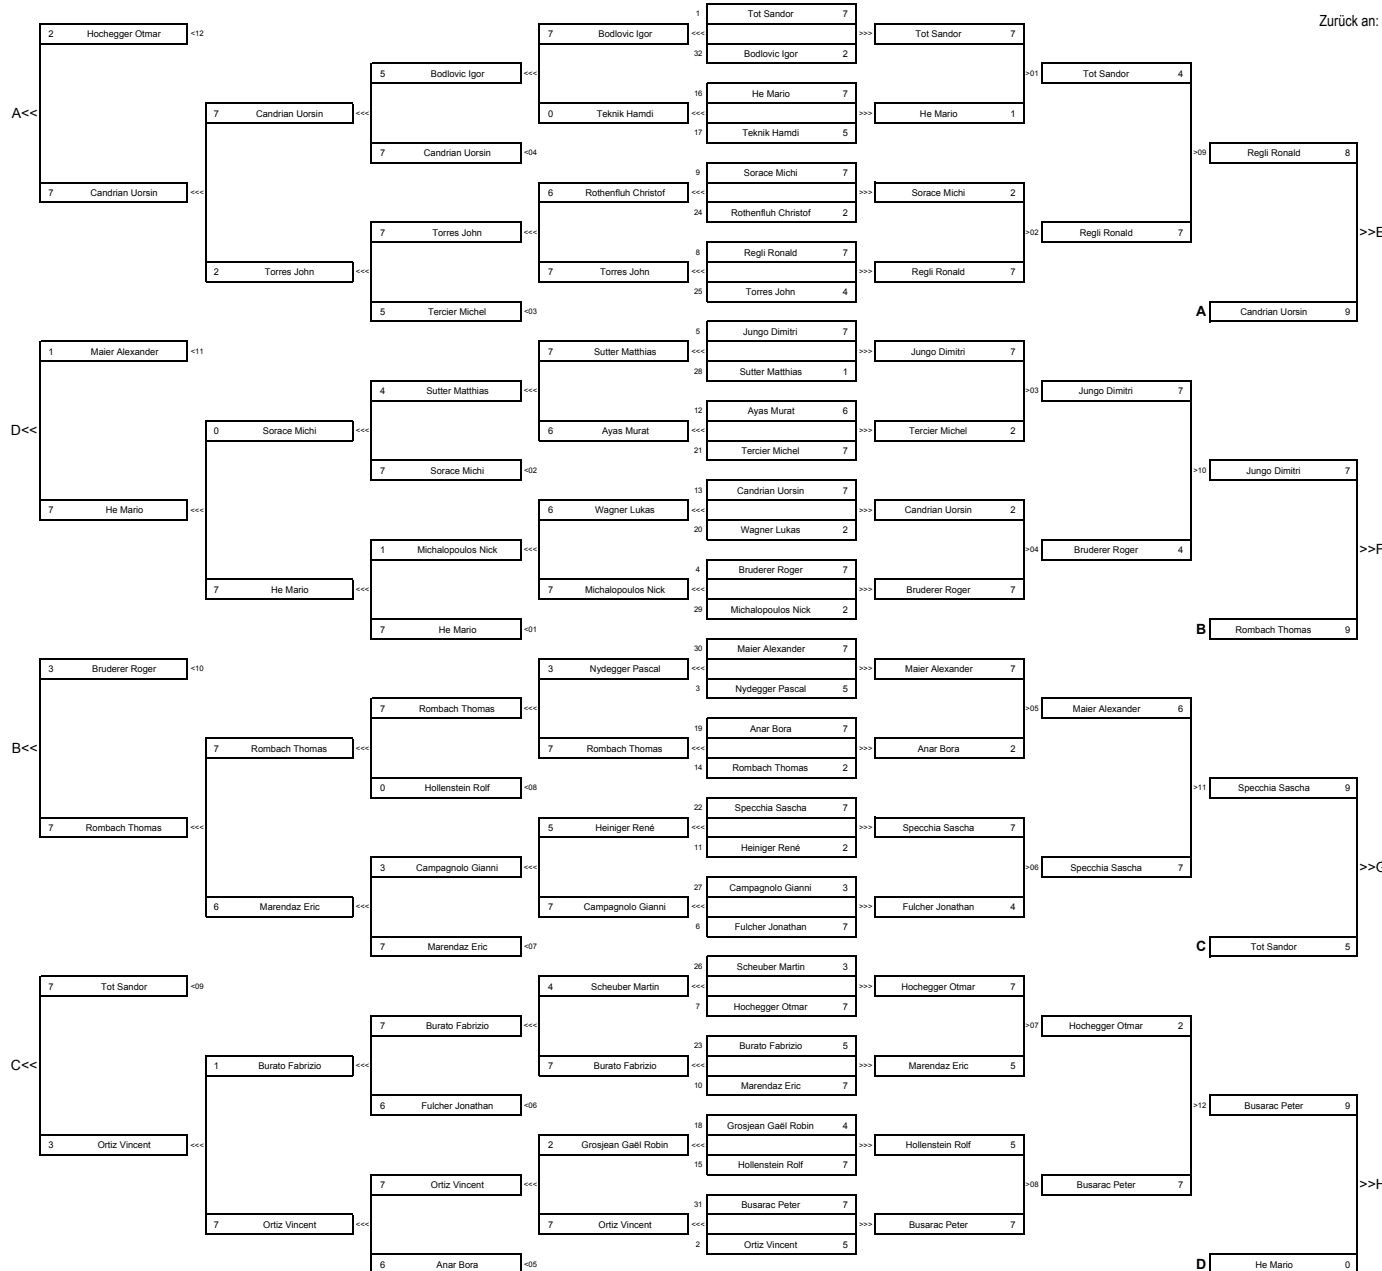 1 Tot Sandor 7
Zurück an:
2 Hochegger Otmar <12 7 Bodlovic Igor <<< >>> Tot Sandor 7
32 Bodlovic Igor 2
5 Bodlovic Igor <<< >01 Tot Sandor 4
16 He Mario 7
A<< 7 Candrian Uorsin <<< 0 Teknik Hamdi <<< >>> He Mario 1
17 Teknik Hamdi 5
7 Candrian Uorsin <04 >09 Regli Ronald 8
9 Sorace Michi 7
7 Candrian Uorsin <<< 6 Rothenfluh Christof <<< >>> Sorace Michi 2
24 Rothenfluh Christof 2
7 Torres John <<< >02 Regli Ronald 7 >>E
8 Regli Ronald 7
2 Torres John <<< 7 Torres John <<< >>> Regli Ronald 7
25 Torres John 4
5 Tercier Michel <03 A Candrian Uorsin 9
5 Jungo Dimitri 7
1 Maier Alexander <11 7 Sutter Matthias <<< >>> Jungo Dimitri 7
28 Sutter Matthias 1
4 Sutter Matthias <<< >03 Jungo Dimitri 7
12 Ayas Murat 6
D<< 0 Sorace Michi <<< 6 Ayas Murat <<< >>> Tercier Michel 2
21 Tercier Michel 7
7 Sorace Michi <02 >10 Jungo Dimitri 7
13 Candrian Uorsin 7
7 He Mario <<< 6 Wagner Lukas <<< >>> Candrian Uorsin 2
20 Wagner Lukas 2
1 Michalopoulos Nick <<< >04 Bruderer Roger 4 >>F
4 Bruderer Roger 7
7 He Mario <<< 7 Michalopoulos Nick <<< >>> Bruderer Roger 7
29 Michalopoulos Nick 2
7 He Mario <01 B Rombach Thomas 9
30 Maier Alexander 7
3 Bruderer Roger <10 3 Nydegger Pascal <<< >>> Maier Alexander 7
3 Nydegger Pascal 5
7 Rombach Thomas <<< >05 Maier Alexander 6
19 Anar Bora 7
B<< 7 Rombach Thomas <<< 7 Rombach Thomas <<< >>> Anar Bora 2
14 Rombach Thomas 2
0 Hollenstein Rolf <08 >11 Specchia Sascha 9
22 Specchia Sascha 7
7 Rombach Thomas <<< 5 Heiniger René <<< >>> Specchia Sascha 7
11 Heiniger René 2
3 Campagnolo Gianni <<< >06 Specchia Sascha 7 >>G
27 Campagnolo Gianni 3
6 Marendaz Eric <<< 7 Campagnolo Gianni <<< >>> Fulcher Jonathan 4
6 Fulcher Jonathan 7
7 Marendaz Eric <07 C Tot Sandor 5
26 Scheuber Martin 3
7 Tot Sandor <09 4 Scheuber Martin <<< >>> Hochegger Otmar 7
7 Hochegger Otmar 7
7 Burato Fabrizio <<< >07 Hochegger Otmar 2
23 Burato Fabrizio 5
C<< 1 Burato Fabrizio <<< 7 Burato Fabrizio <<< >>> Marendaz Eric 5
10 Marendaz Eric 7
6 Fulcher Jonathan <06 >12 Busarac Peter 9
18 Grosjean Gaël Robin 4
3 Ortiz Vincent <<< 2 Grosjean Gaël Robin <<< >>> Hollenstein Rolf 5
15 Hollenstein Rolf 7
7 Ortiz Vincent <<< >08 Busarac Peter 7 >>H
31 Busarac Peter 7
7 Ortiz Vincent <<< 7 Ortiz Vincent <<< >>> Busarac Peter 7
2 Ortiz Vincent 5
6 Anar Bora <05 D He Mario 0